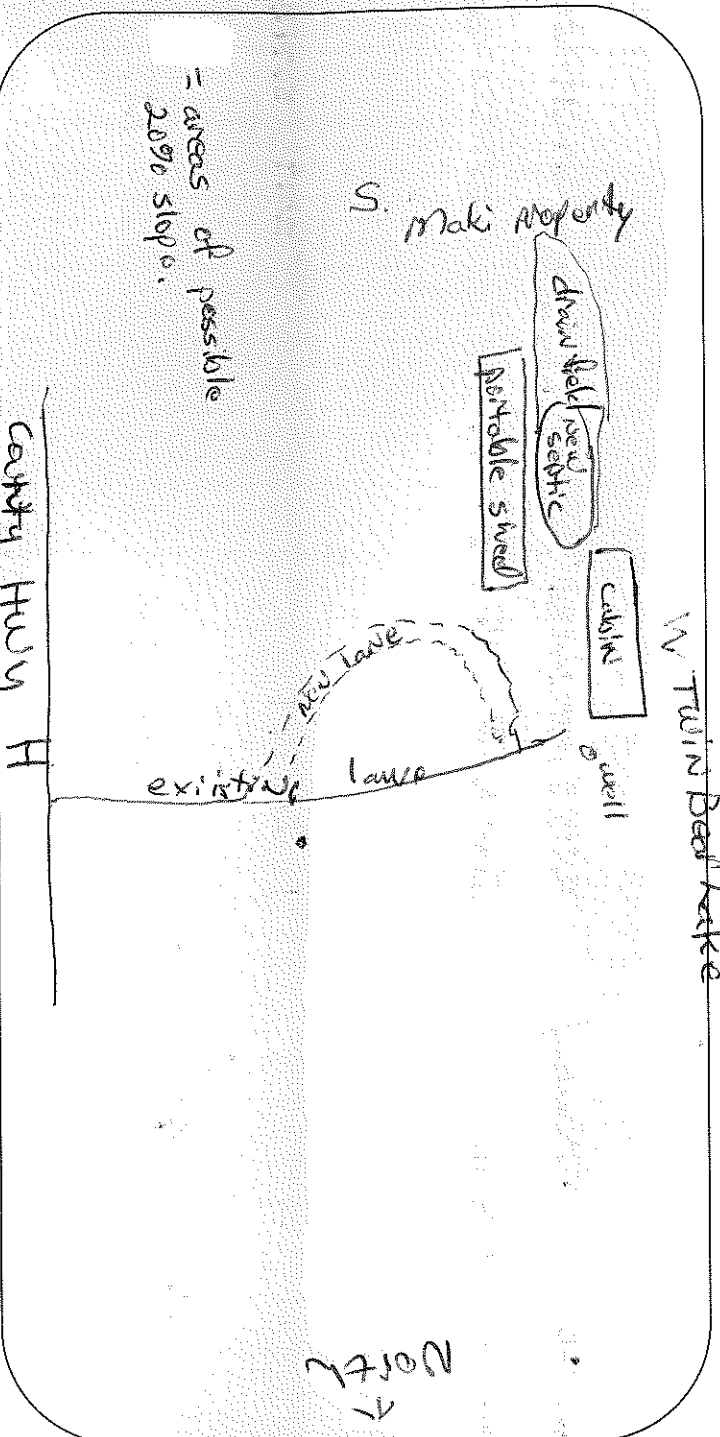 W TWIN Bear Lake
well
cabin
S. Maki Property
drain field
New
septic
portable shed
New Lane
existing lane
= areas of possible
20% slope.
County HWY H
North
↑